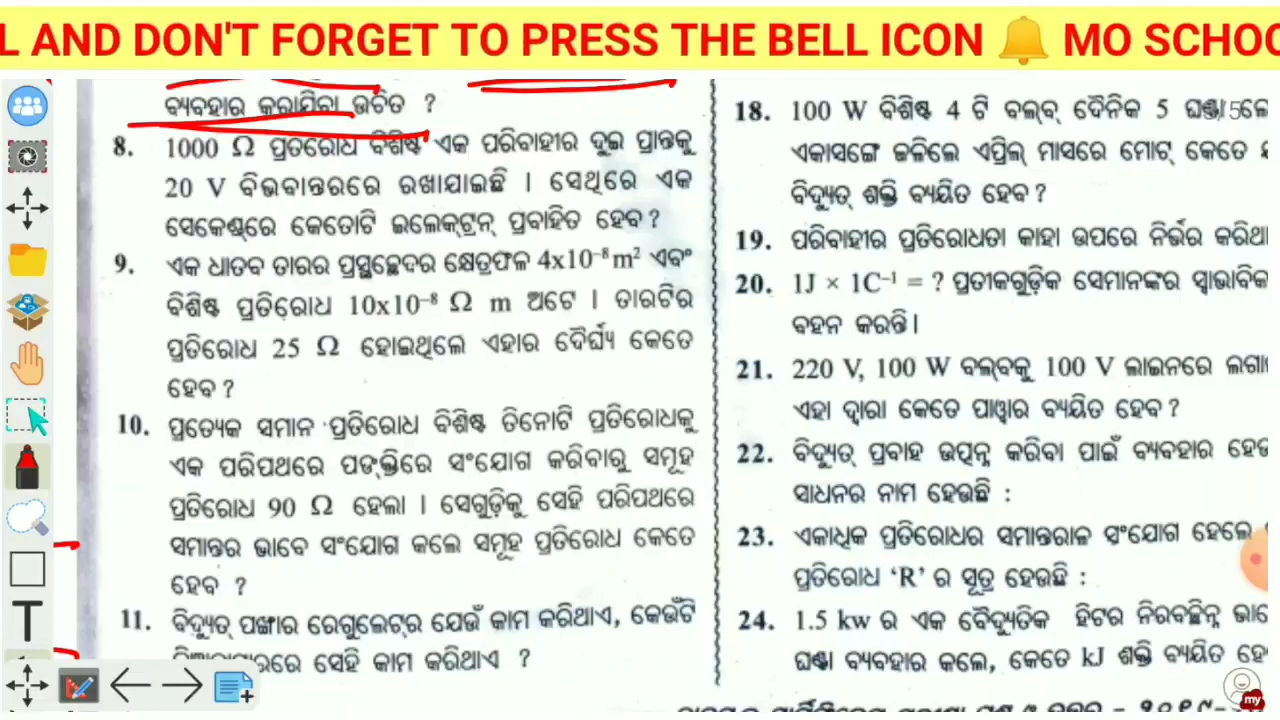 L AND DON'T FORGET TO PRESS THE BELL ICON 🔔 MO SCHOO
ବ୍ୟବହାର କରାଯିବା ଉଚିତ ?
8. 1000 Ω ପ୍ରତିରୋଧ ବିଶିଷ୍ଟ ଏକ ପରିବାହୀର ଦୁଇ ପ୍ରାନ୍ତକୁ
20 V ବିଭବାନ୍ତରରେ ରଖାଯାଇଛି । ସେଥିରେ ଏକ
ସେକେଣ୍ଡ୍‌ରେ କେତୋଟି ଇଲେକ୍‌ଟ୍ରନ୍ ପ୍ରବାହିତ ହେବ ?
9. ଏକ ଧାତବ ତାରର ପ୍ରସ୍ଥଚ୍ଛେଦର କ୍ଷେତ୍ରଫଳ 4x10⁻⁸ m² ଏବଂ
ବିଶିଷ୍ଟ ପ୍ରତିରୋଧ 10x10⁻⁸ Ω m ଅଟେ । ତାରଟିର
ପ୍ରତିରୋଧ 25 Ω ହୋଇଥିଲେ ଏହାର ଦୈର୍ଘ୍ୟ କେତେ
ହେବ ?
10. ପ୍ରତ୍ୟେକ ସମାନ ପ୍ରତିରୋଧ ବିଶିଷ୍ଟ ତିନୋଟି ପ୍ରତିରୋଧକୁ
ଏକ ପରିପଥରେ ପଙ୍‌କ୍ତିରେ ସଂଯୋଗ କରିବାରୁ ସମୂହ
ପ୍ରତିରୋଧ 90 Ω ହେଲା । ସେଗୁଡ଼ିକୁ ସେହି ପରିପଥରେ
ସମାନ୍ତର ଭାବେ ସଂଯୋଗ କଲେ ସମୂହ ପ୍ରତିରୋଧ କେତେ
ହେବ ?
11. ବିଦ୍ୟୁତ୍ ପଙ୍ଖାର ରେଗୁଲେଟ୍‌ର ଯେଉଁ କାମ କରିଥାଏ, କେଉଁଟି
ସେହି କାମ କରିଥାଏ ?
18. 100 W ବିଶିଷ୍ଟ 4 ଟି ବଲ୍‌ବ୍ ଦୈନିକ 5 ଘଣ୍ଟା
ଏକାସଙ୍ଗେ ଜଳିଲେ ଏପ୍ରିଲ୍ ମାସରେ ମୋଟ୍ କେତେ
ବିଦ୍ୟୁତ୍ ଶକ୍ତି ବ୍ୟୟିତ ହେବ ?
19. ପରିବାହୀର ପ୍ରତିରୋଧତା କାହା ଉପରେ ନିର୍ଭର କରିଥା
20. 1J × 1C⁻¹ = ? ପ୍ରତୀକଗୁଡ଼ିକ ସେମାନଙ୍କର ସ୍ୱାଭାବିକ
ବହନ କରନ୍ତି ।
21. 220 V, 100 W ବଲ୍‌ବକୁ 100 V ଲାଇନରେ ଲଗା
ଏହା ଦ୍ୱାରା କେତେ ପାୱାର ବ୍ୟୟିତ ହେବ ?
22. ବିଦ୍ୟୁତ୍ ପ୍ରବାହ ଉତ୍ପନ୍ନ କରିବା ପାଇଁ ବ୍ୟବହାର ହେଉ
ସାଧନର ନାମ ହେଉଛି :
23. ଏକାଧିକ ପ୍ରତିରୋଧର ସମାନ୍ତରାଳ ସଂଯୋଗ ହେଲେ
ପ୍ରତିରୋଧ ‘R’ ର ସୂତ୍ର ହେଉଛି :
24. 1.5 kw ର ଏକ ବୈଦ୍ୟୁତିକ ହିଟର ନିରବଚ୍ଛିନ୍ନ ଭାବେ
ଘଣ୍ଟା ବ୍ୟବହାର କଲେ, କେତେ kJ ଶକ୍ତି ବ୍ୟୟିତ ହେ
my